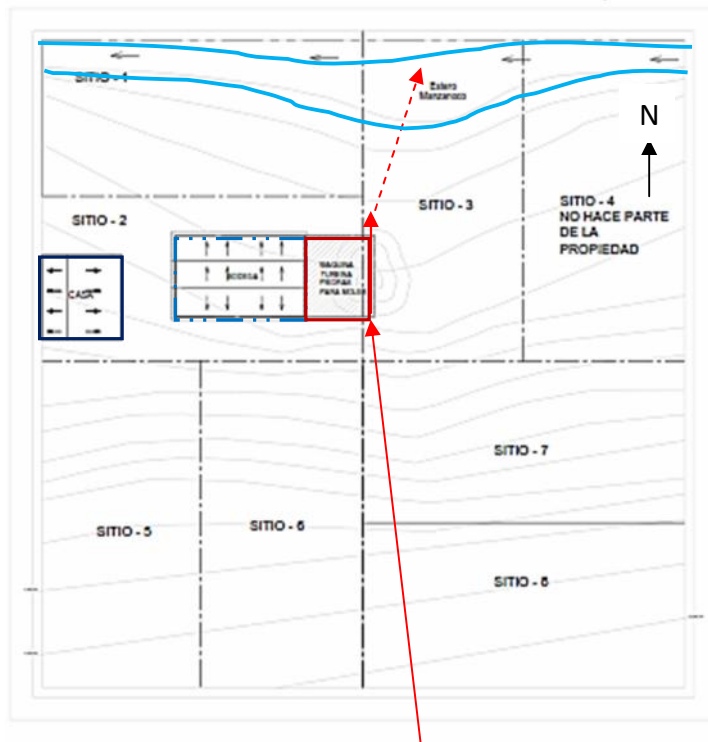 SITIO - 1
Estero
Manzanaco
N
SITIO - 2
SITIO - 3
SITIO - 4
NO HACE PARTE
DE LA
PROPIEDAD
CASA
BODEGA
MAQUINA
TURBINA
PIEDRAS
PARA MOLER
SITIO - 7
SITIO - 5
SITIO - 6
SITIO - 8